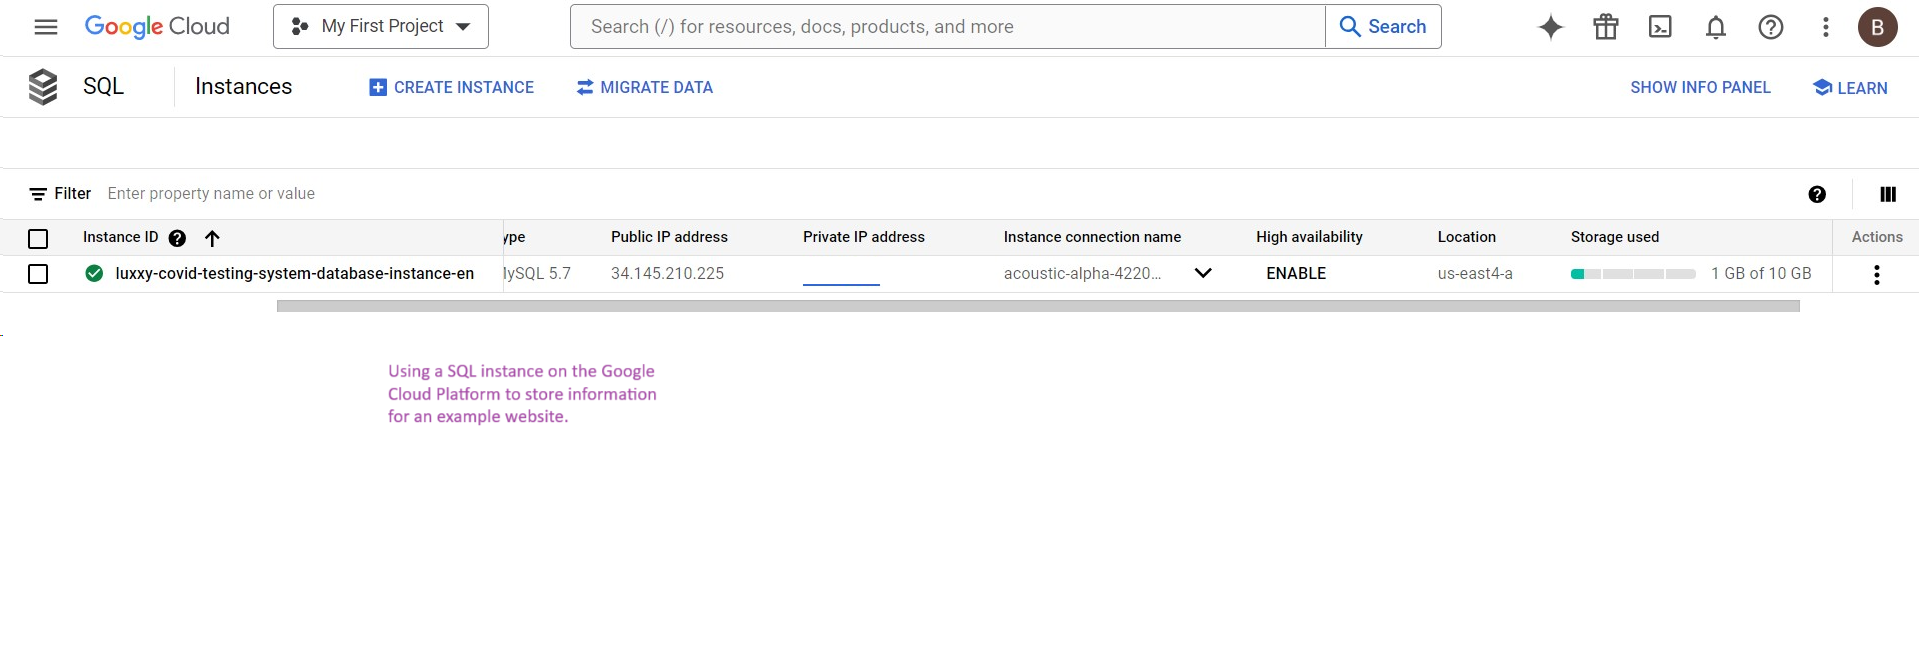 Google Cloud My First Project Search (/) for resources, docs, products, and more Search B
SQL Instances CREATE INSTANCE MIGRATE DATA SHOW INFO PANEL LEARN
Filter Enter property name or value
Instance ID ype Public IP address Private IP address Instance connection name High availability Location Storage used Actions
luxxy-covid-testing-system-database-instance-en lySQL 5.7 34.145.210.225 acoustic-alpha-4220... ENABLE us-east4-a 1 GB of 10 GB
Using a SQL instance on the Google
Cloud Platform to store information
for an example website.